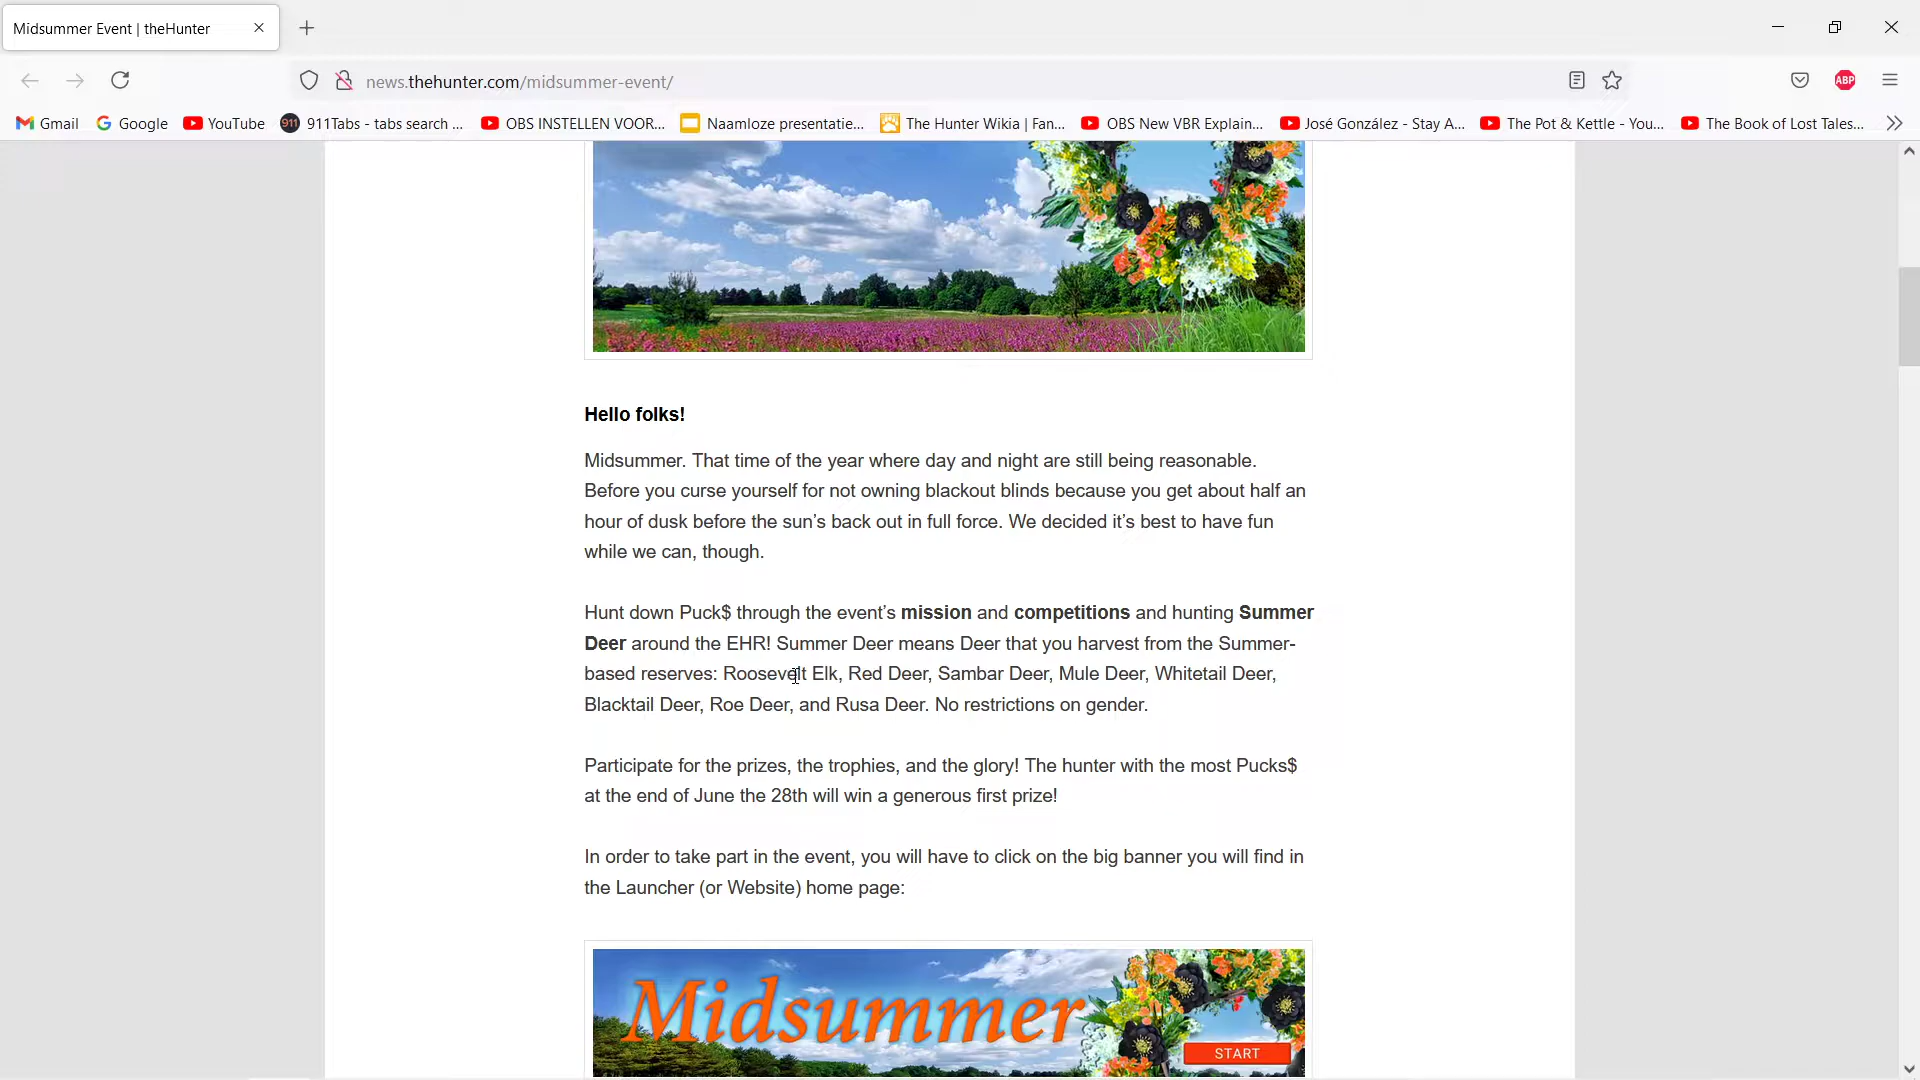 Midsummer Event | theHunter
news.thehunter.com/midsummer-event/
ABP
Gmail Google YouTube 911 911Tabs - tabs search ... OBS INSTELLEN VOOR... Naamloze presentatie... The Hunter Wikia | Fan... OBS New VBR Explain... José González - Stay A... The Pot & Kettle - You... The Book of Lost Tales...
Hello folks!
Midsummer. That time of the year where day and night are still being reasonable.
Before you curse yourself for not owning blackout blinds because you get about half an
hour of dusk before the sun’s back out in full force. We decided it’s best to have fun
while we can, though.
Hunt down Puck$ through the event’s mission and competitions and hunting Summer
Deer around the EHR! Summer Deer means Deer that you harvest from the Summer-
based reserves: Roosevelt Elk, Red Deer, Sambar Deer, Mule Deer, Whitetail Deer,
Blacktail Deer, Roe Deer, and Rusa Deer. No restrictions on gender.
Participate for the prizes, the trophies, and the glory! The hunter with the most Pucks$
at the end of June the 28th will win a generous first prize!
In order to take part in the event, you will have to click on the big banner you will find in
the Launcher (or Website) home page:
Midsummer
START